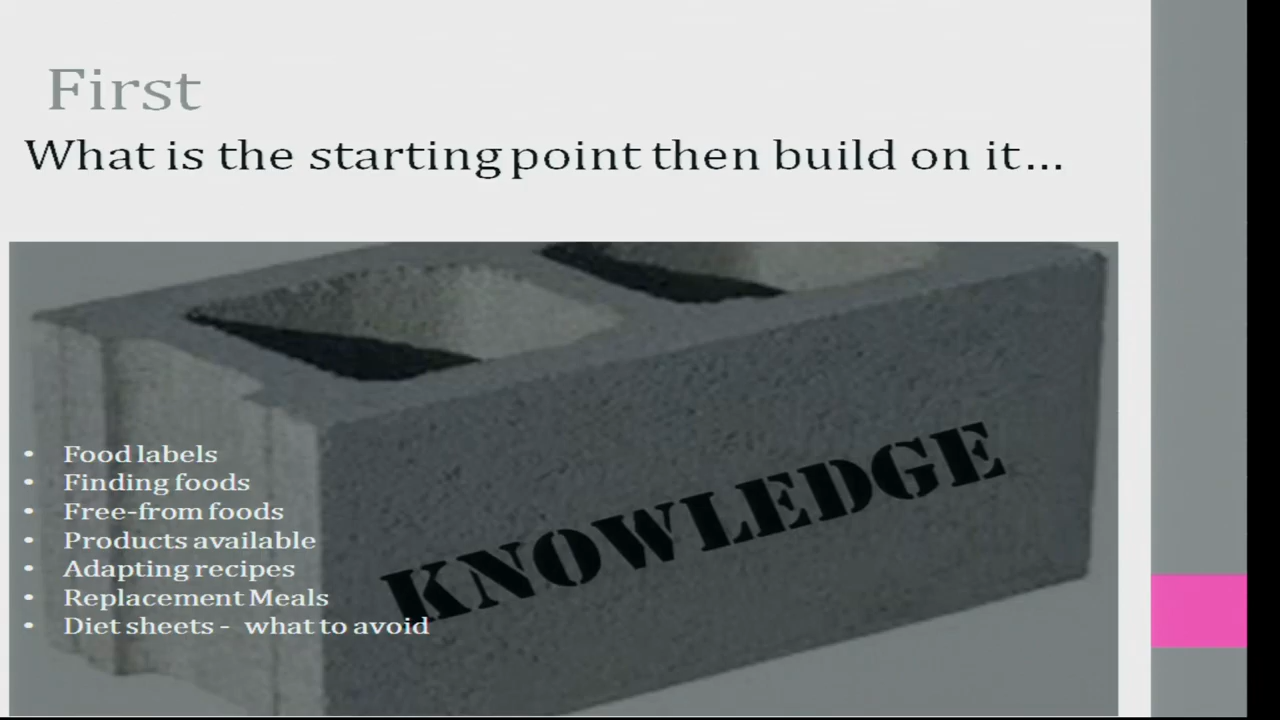 First
What is the starting point then build on it...
KNOWLEDGE
• Food labels
• Finding foods
• Free-from foods
• Products available
• Adapting recipes
• Replacement Meals
• Diet sheets - what to avoid